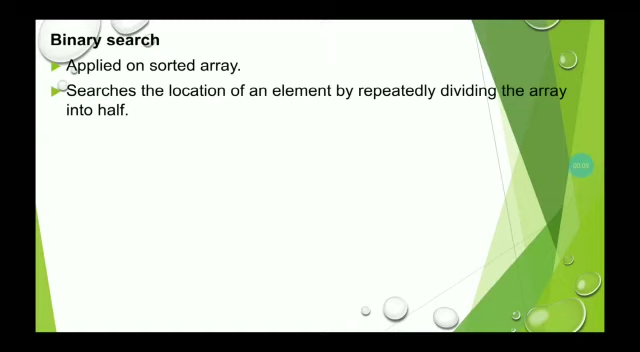 Binary search
Applied on sorted array.
Searches the location of an element by repeatedly dividing the array
into half.